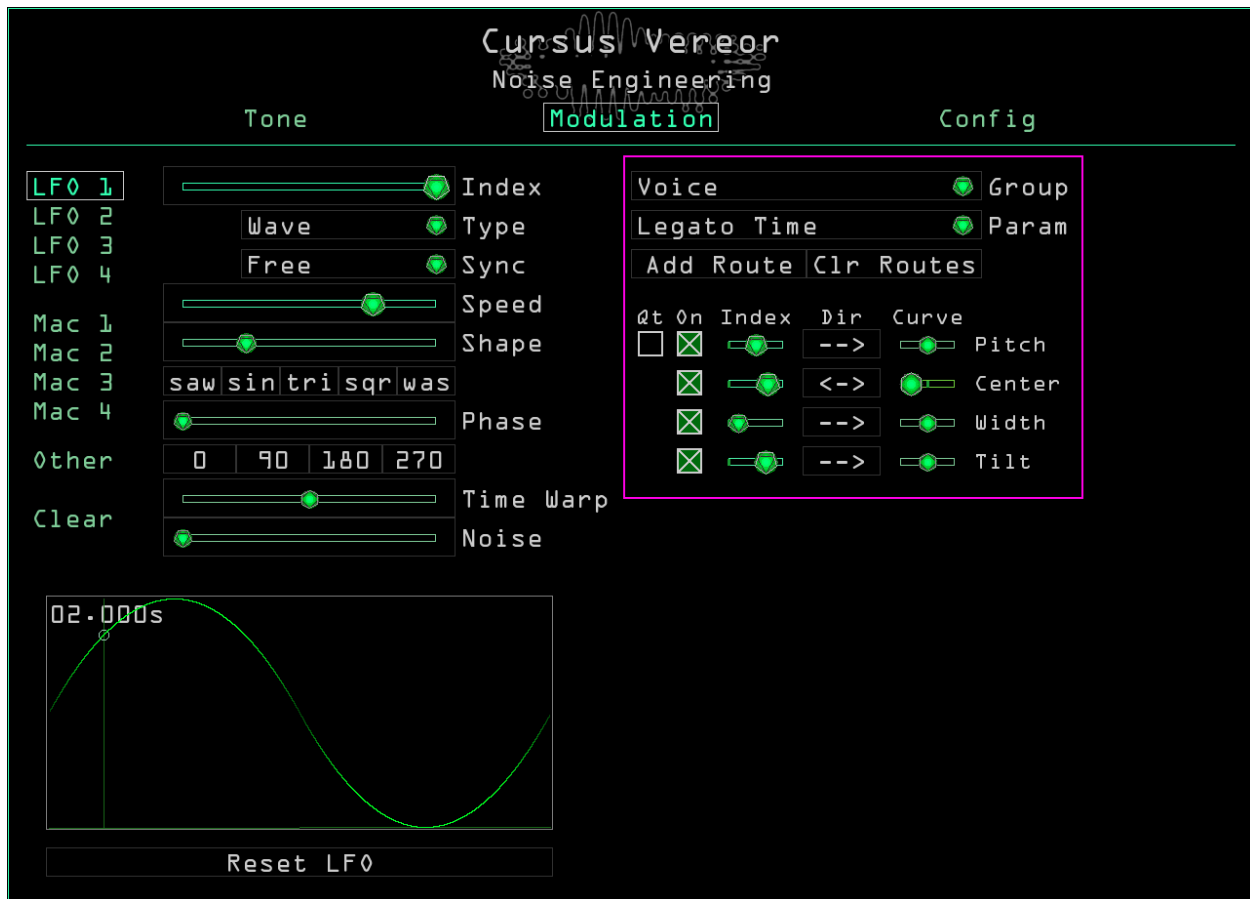 Cursus Vereor
Noise Engineering
Tone Modulation Config
LFO 1
LFO 2
LFO 3
LFO 4
Mac 1
Mac 2
Mac 3
Mac 4
Other
Clear
Index
Wave Type
Free Sync
Speed
Shape
saw sin tri sqr was
Phase
0 90 180 270
Time Warp
Noise
Voice Group
Legato Time Param
Add Route Clr Routes
Qt On Index Dir Curve
--> Pitch
<-> Center
--> Width
--> Tilt
02.000s
Reset LFO